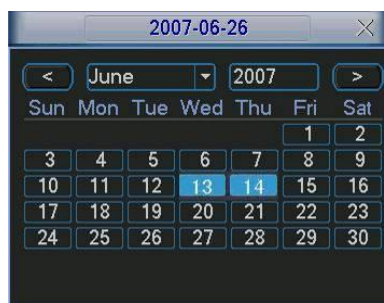 2007-06-26
< June 2007 >
Sun Mon Tue Wed Thu Fri Sat
1 2
3 4 5 6 7 8 9
10 11 12 13 14 15 16
17 18 19 20 21 22 23
24 25 26 27 28 29 30